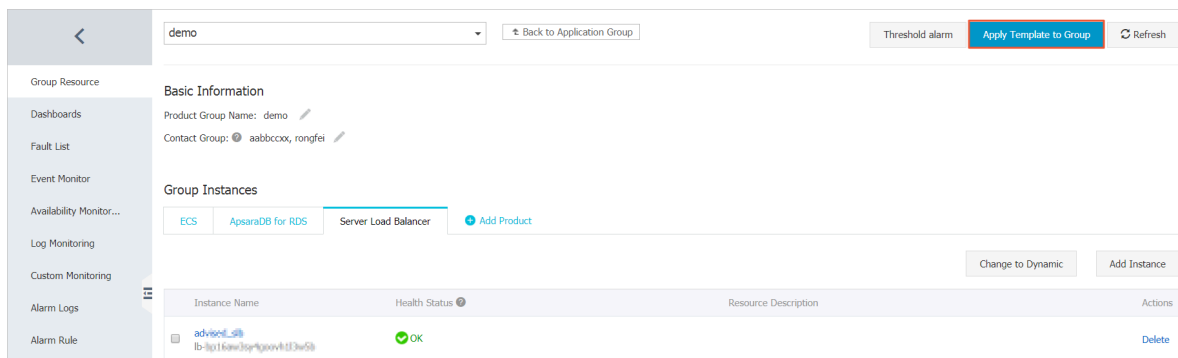 demo
Back to Application Group
Threshold alarm
Apply Template to Group
Refresh
Group Resource
Dashboards
Fault List
Event Monitor
Availability Monitor...
Log Monitoring
Custom Monitoring
Alarm Logs
Alarm Rule
Basic Information
Product Group Name: demo
Contact Group: ? aabbccxx, rongfei
Group Instances
ECS
ApsaraDB for RDS
Server Load Balancer
Add Product
Change to Dynamic
Add Instance
Instance Name
Health Status ?
Resource Description
Actions
OK
Delete